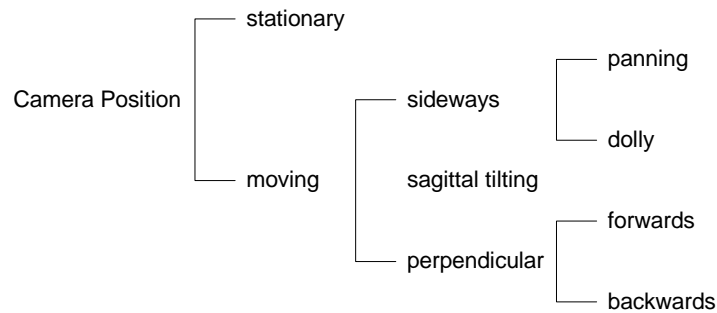 stationary
panning
Camera Position
sideways
dolly
moving
sagittal tilting
forwards
perpendicular
backwards